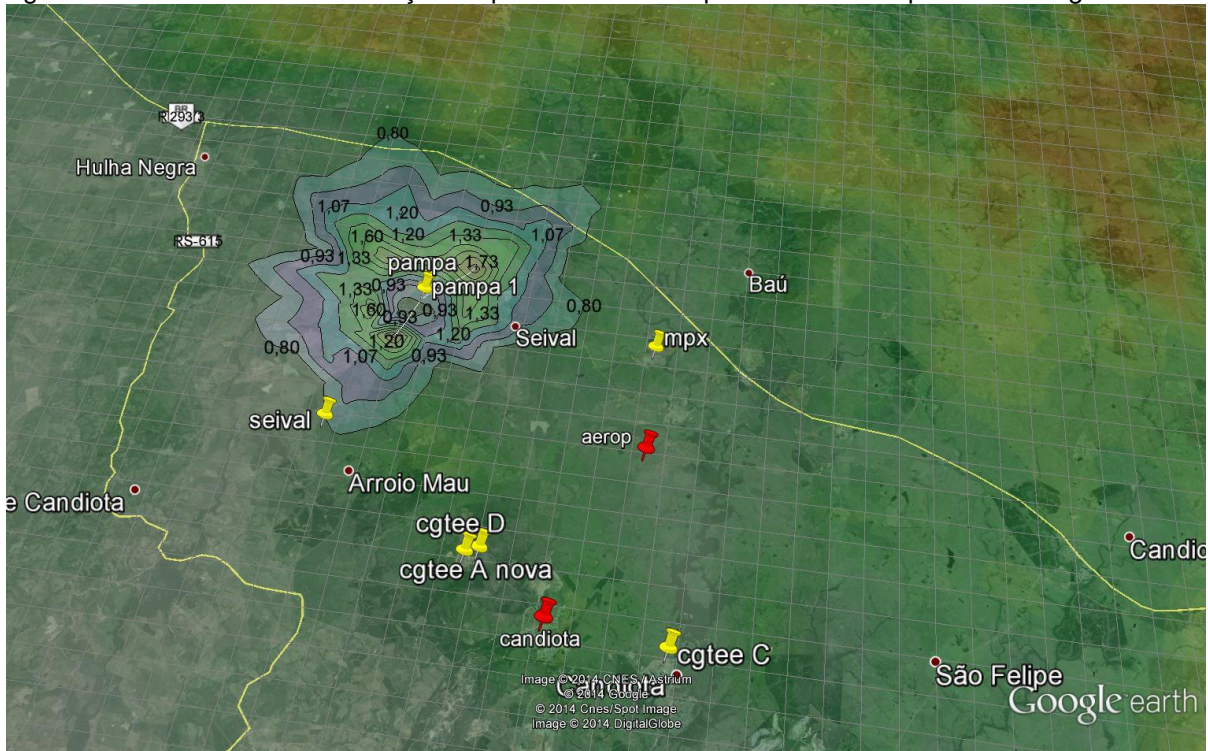 0,80
BR
Hulha Negra
1,07
0,93
1,20
1,60
1,20
1,33
1,07
RS-615
0,93
1,33
1,73
pampa
Baú
1,33
0,93
pampa 1
0,80
1,60
0,93
0,93
1,33
Seival
mpx
1,20
1,20
0,80
1,07
0,93
seival
aerop
Arroio Mau
e Candiota
cgtee D
Candio
cgtee A nova
candiota
cgtee C
São Felipe
Candiota
Image © 2014 CNES / Astrium
© 2014 Google
© 2014 Cnes/Spot Image
Image © 2014 DigitalGlobe
Google earth